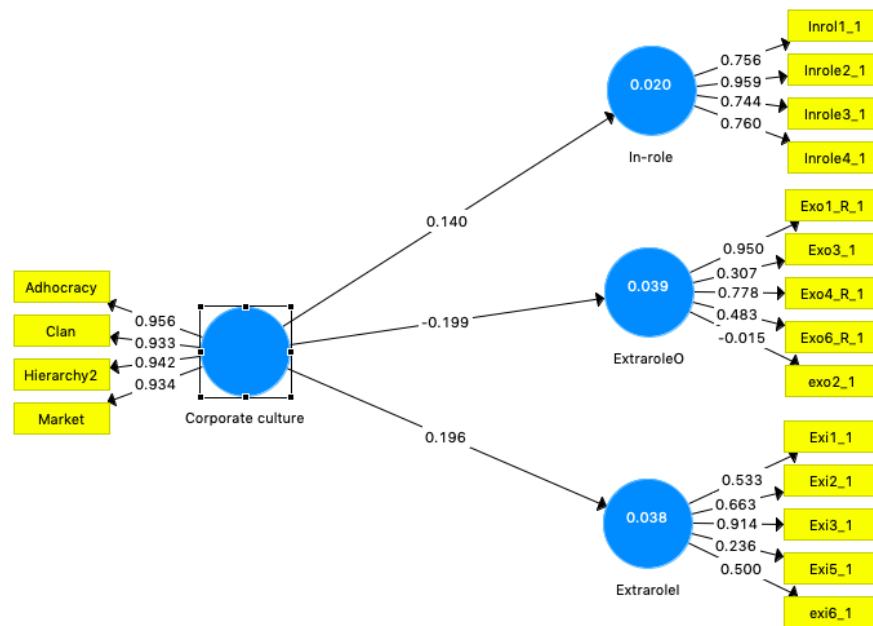 Inrol1_1
0.756
0.020
Inrole2_1
0.959
0.744
Inrole3_1
0.760
In-role
Inrole4_1
Exo1_R_1
0.140
0.950
Exo3_1
0.307
0.039
Exo4_R_1
0.778
0.483
Exo6_R_1
-0.015
ExtraroleO
exo2_1
-0.199
Adhocracy
0.956
Clan
0.933
Hierarchy2
0.942
0.934
Market
Corporate culture
0.196
Exi1_1
0.533
Exi2_1
0.663
0.038
Exi3_1
0.914
0.236
Exi5_1
0.500
ExtraroleI
exi6_1